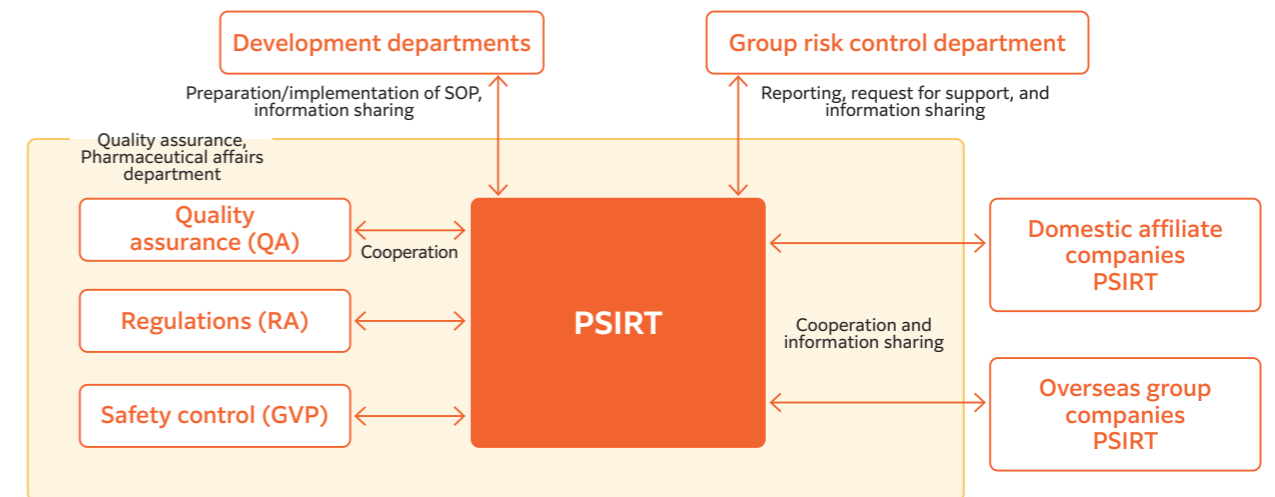 Development departments
Group risk control department
Preparation/implementation of SOP,
information sharing
Reporting, request for support, and
information sharing
Quality assurance,
Pharmaceutical affairs
department
Quality
assurance (QA)
Cooperation
Regulations (RA)
Safety control (GVP)
PSIRT
Cooperation and
information sharing
Domestic affiliate
companies
PSIRT
Overseas group
companies
PSIRT